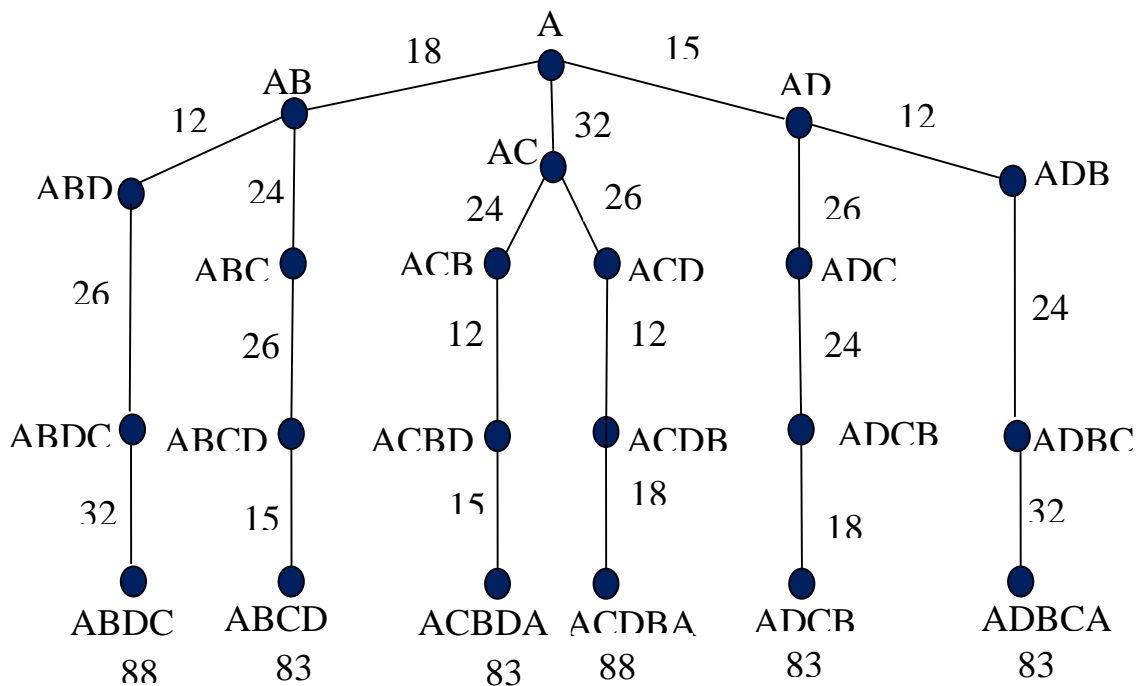 A
18
15
AB
AD
12
32
12
AC
ABD
ADB
24
24
26
26
ABC
ACB
ACD
ADC
26
24
26
12
12
24
ABDC
ABCD
ACBD
ACDB
ADCB
ADBC
32
15
15
18
18
32
ABDC
ABCD
ACBDA
ACDBA
ADCB
ADBCA
88
83
83
88
83
83